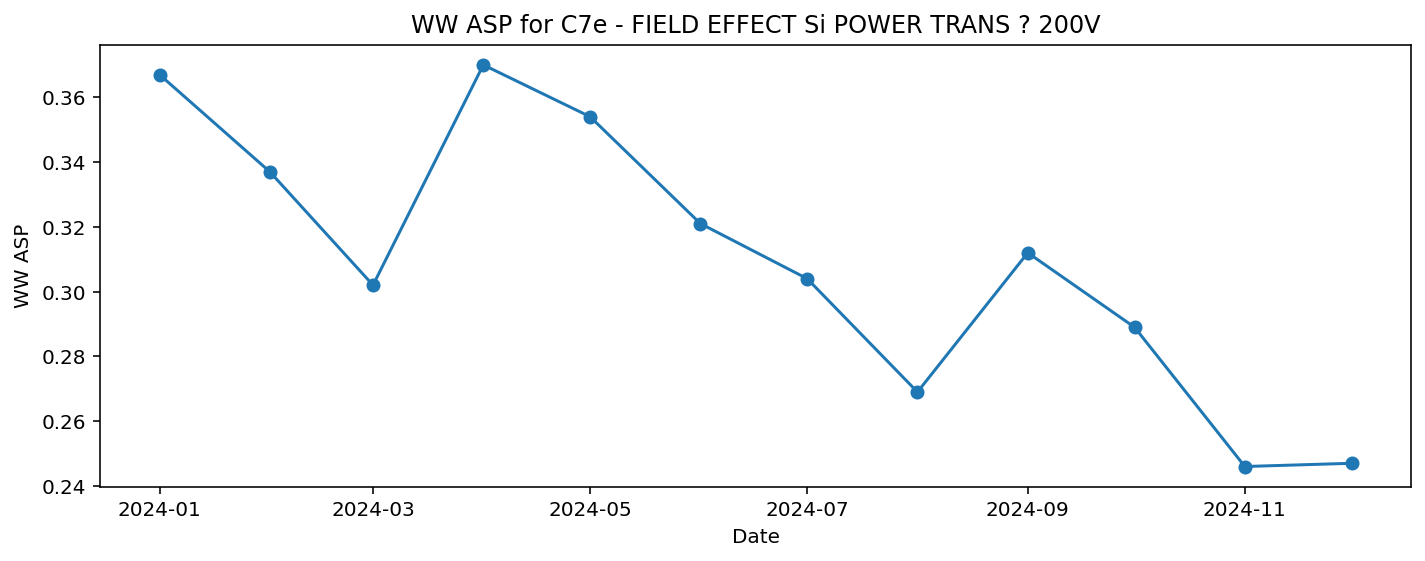 WW ASP for C7e - FIELD EFFECT Si POWER TRANS ? 200V
0.36
0.34
0.32
0.30
0.28
0.26
0.24
WW ASP
2024-01 2024-03 2024-05 2024-07 2024-09 2024-11
Date